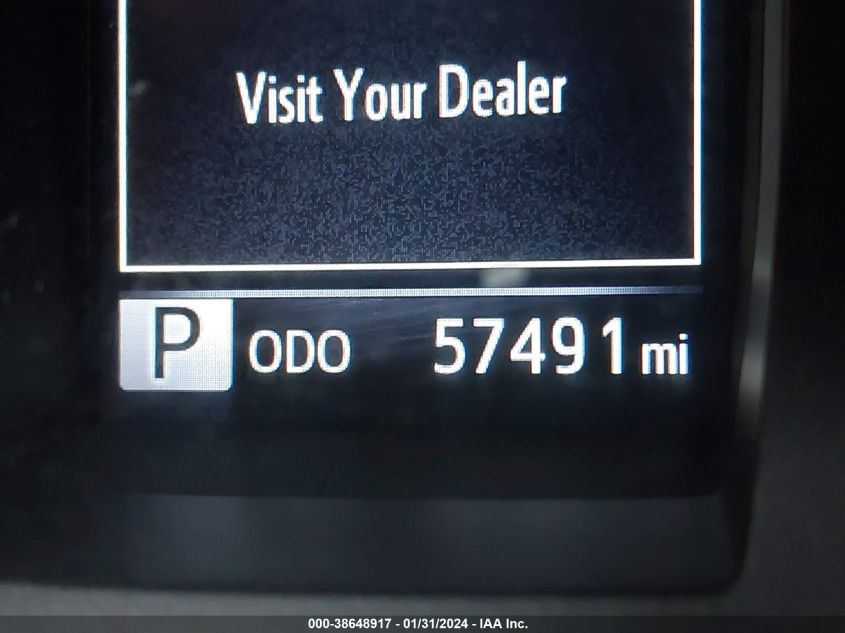 Visit Your Dealer
P ODO 57491 mi
000-38648917 - 01/31/2024 - IAA Inc.